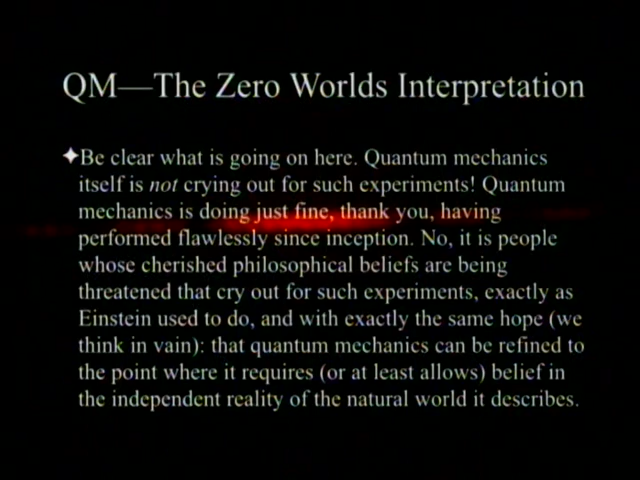 QM—The Zero Worlds Interpretation
✦Be clear what is going on here. Quantum mechanics
itself is not crying out for such experiments! Quantum
mechanics is doing just fine, thank you, having
performed flawlessly since inception. No, it is people
whose cherished philosophical beliefs are being
threatened that cry out for such experiments, exactly as
Einstein used to do, and with exactly the same hope (we
think in vain): that quantum mechanics can be refined to
the point where it requires (or at least allows) belief in
the independent reality of the natural world it describes.